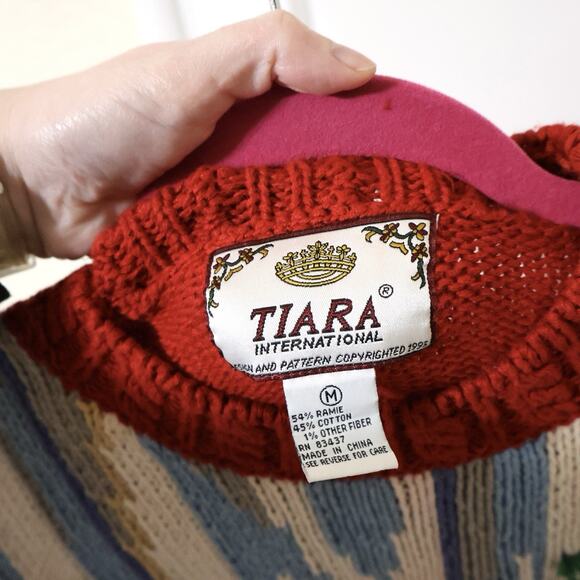 TIARA ®
INTERNATIONAL
AND PATTERN COPYRIGHTED
M
54% RAMIE
45% COTTON
1% OTHER FIBER
RN 83437
MADE IN CHINA
SEE REVERSE FOR CARE